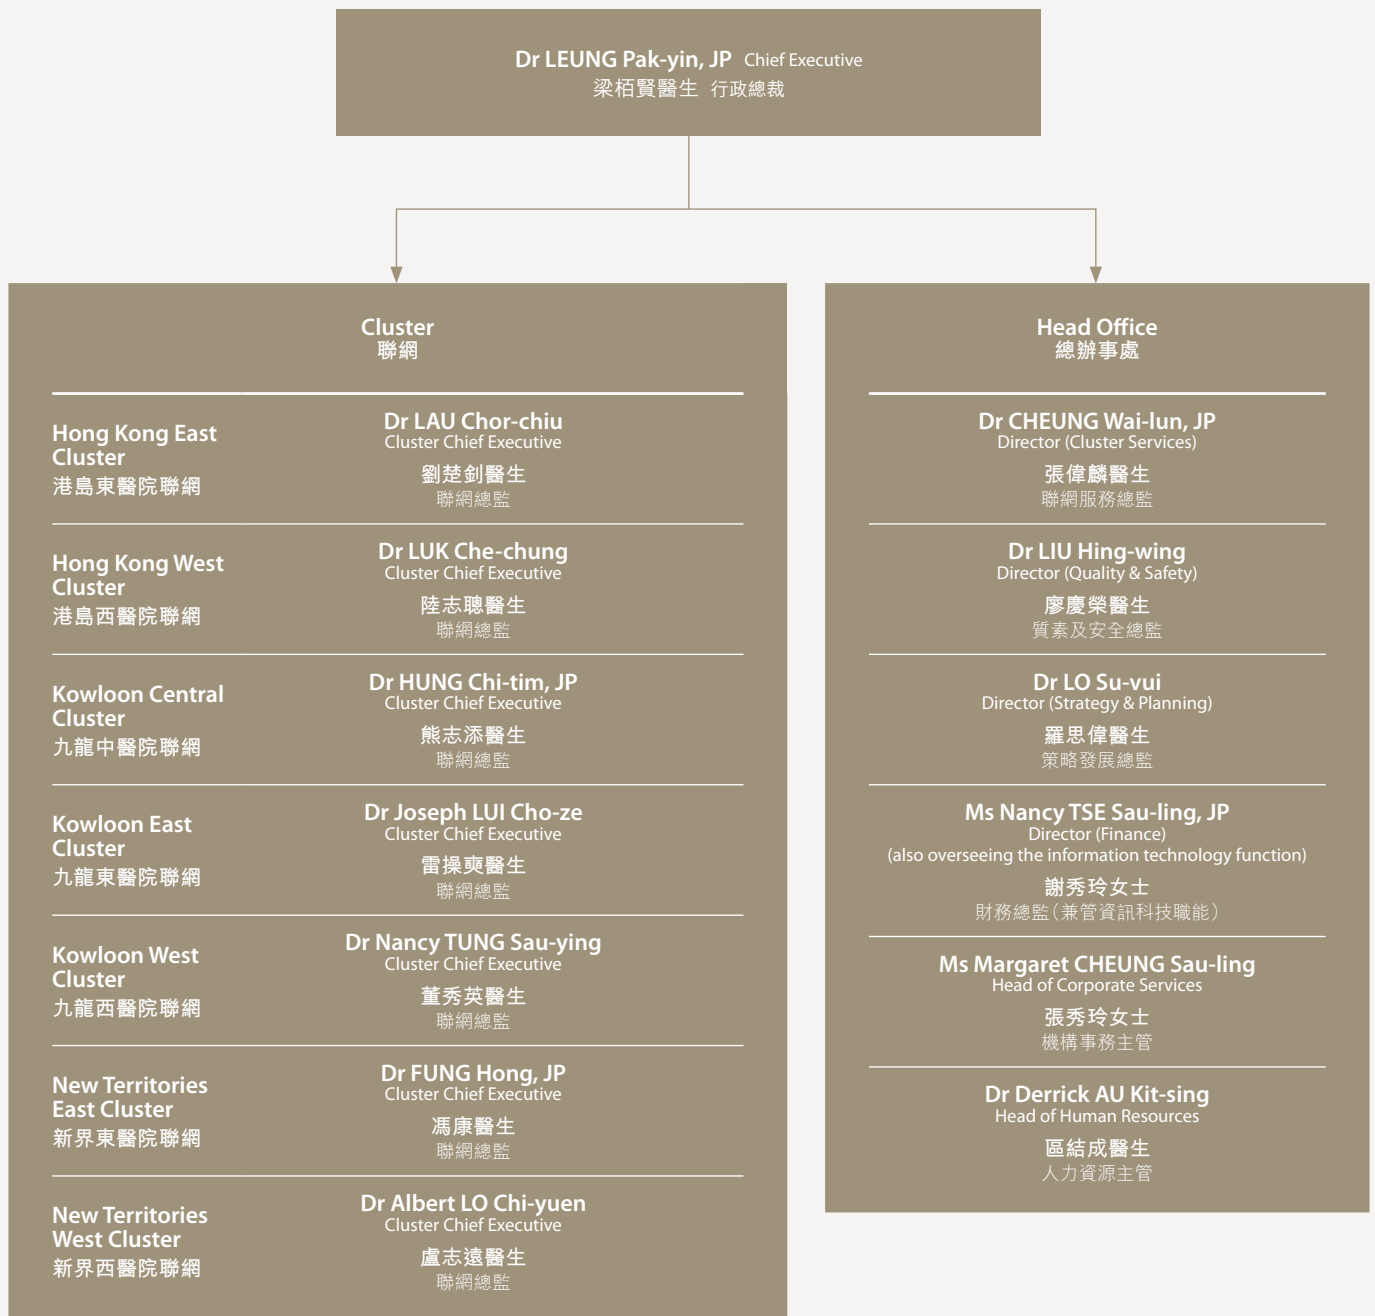 Dr LEUNG Pak-yin, JP Chief Executive
梁栢賢醫生 行政總裁
Cluster
聯網
Hong Kong East
Cluster
港島東醫院聯網
Dr LAU Chor-chiu
Cluster Chief Executive
劉楚釗醫生
聯網總監
Hong Kong West
Cluster
港島西醫院聯網
Dr LUK Che-chung
Cluster Chief Executive
陸志聰醫生
聯網總監
Kowloon Central
Cluster
九龍中醫院聯網
Dr HUNG Chi-tim, JP
Cluster Chief Executive
熊志添醫生
聯網總監
Kowloon East
Cluster
九龍東醫院聯網
Dr Joseph LUI Cho-ze
Cluster Chief Executive
雷操奭醫生
聯網總監
Kowloon West
Cluster
九龍西醫院聯網
Dr Nancy TUNG Sau-ying
Cluster Chief Executive
董秀英醫生
聯網總監
New Territories
East Cluster
新界東醫院聯網
Dr FUNG Hong, JP
Cluster Chief Executive
馮康醫生
聯網總監
New Territories
West Cluster
新界西醫院聯網
Dr Albert LO Chi-yuen
Cluster Chief Executive
盧志遠醫生
聯網總監
Head Office
總辦事處
Dr CHEUNG Wai-lun, JP
Director (Cluster Services)
張偉麟醫生
聯網服務總監
Dr LIU Hing-wing
Director (Quality & Safety)
廖慶榮醫生
質素及安全總監
Dr LO Su-vui
Director (Strategy & Planning)
羅思偉醫生
策略發展總監
Ms Nancy TSE Sau-ling, JP
Director (Finance)
(also overseeing the information technology function)
謝秀玲女士
財務總監（兼管資訊科技職能）
Ms Margaret CHEUNG Sau-ling
Head of Corporate Services
張秀玲女士
機構事務主管
Dr Derrick AU Kit-sing
Head of Human Resources
區結成醫生
人力資源主管